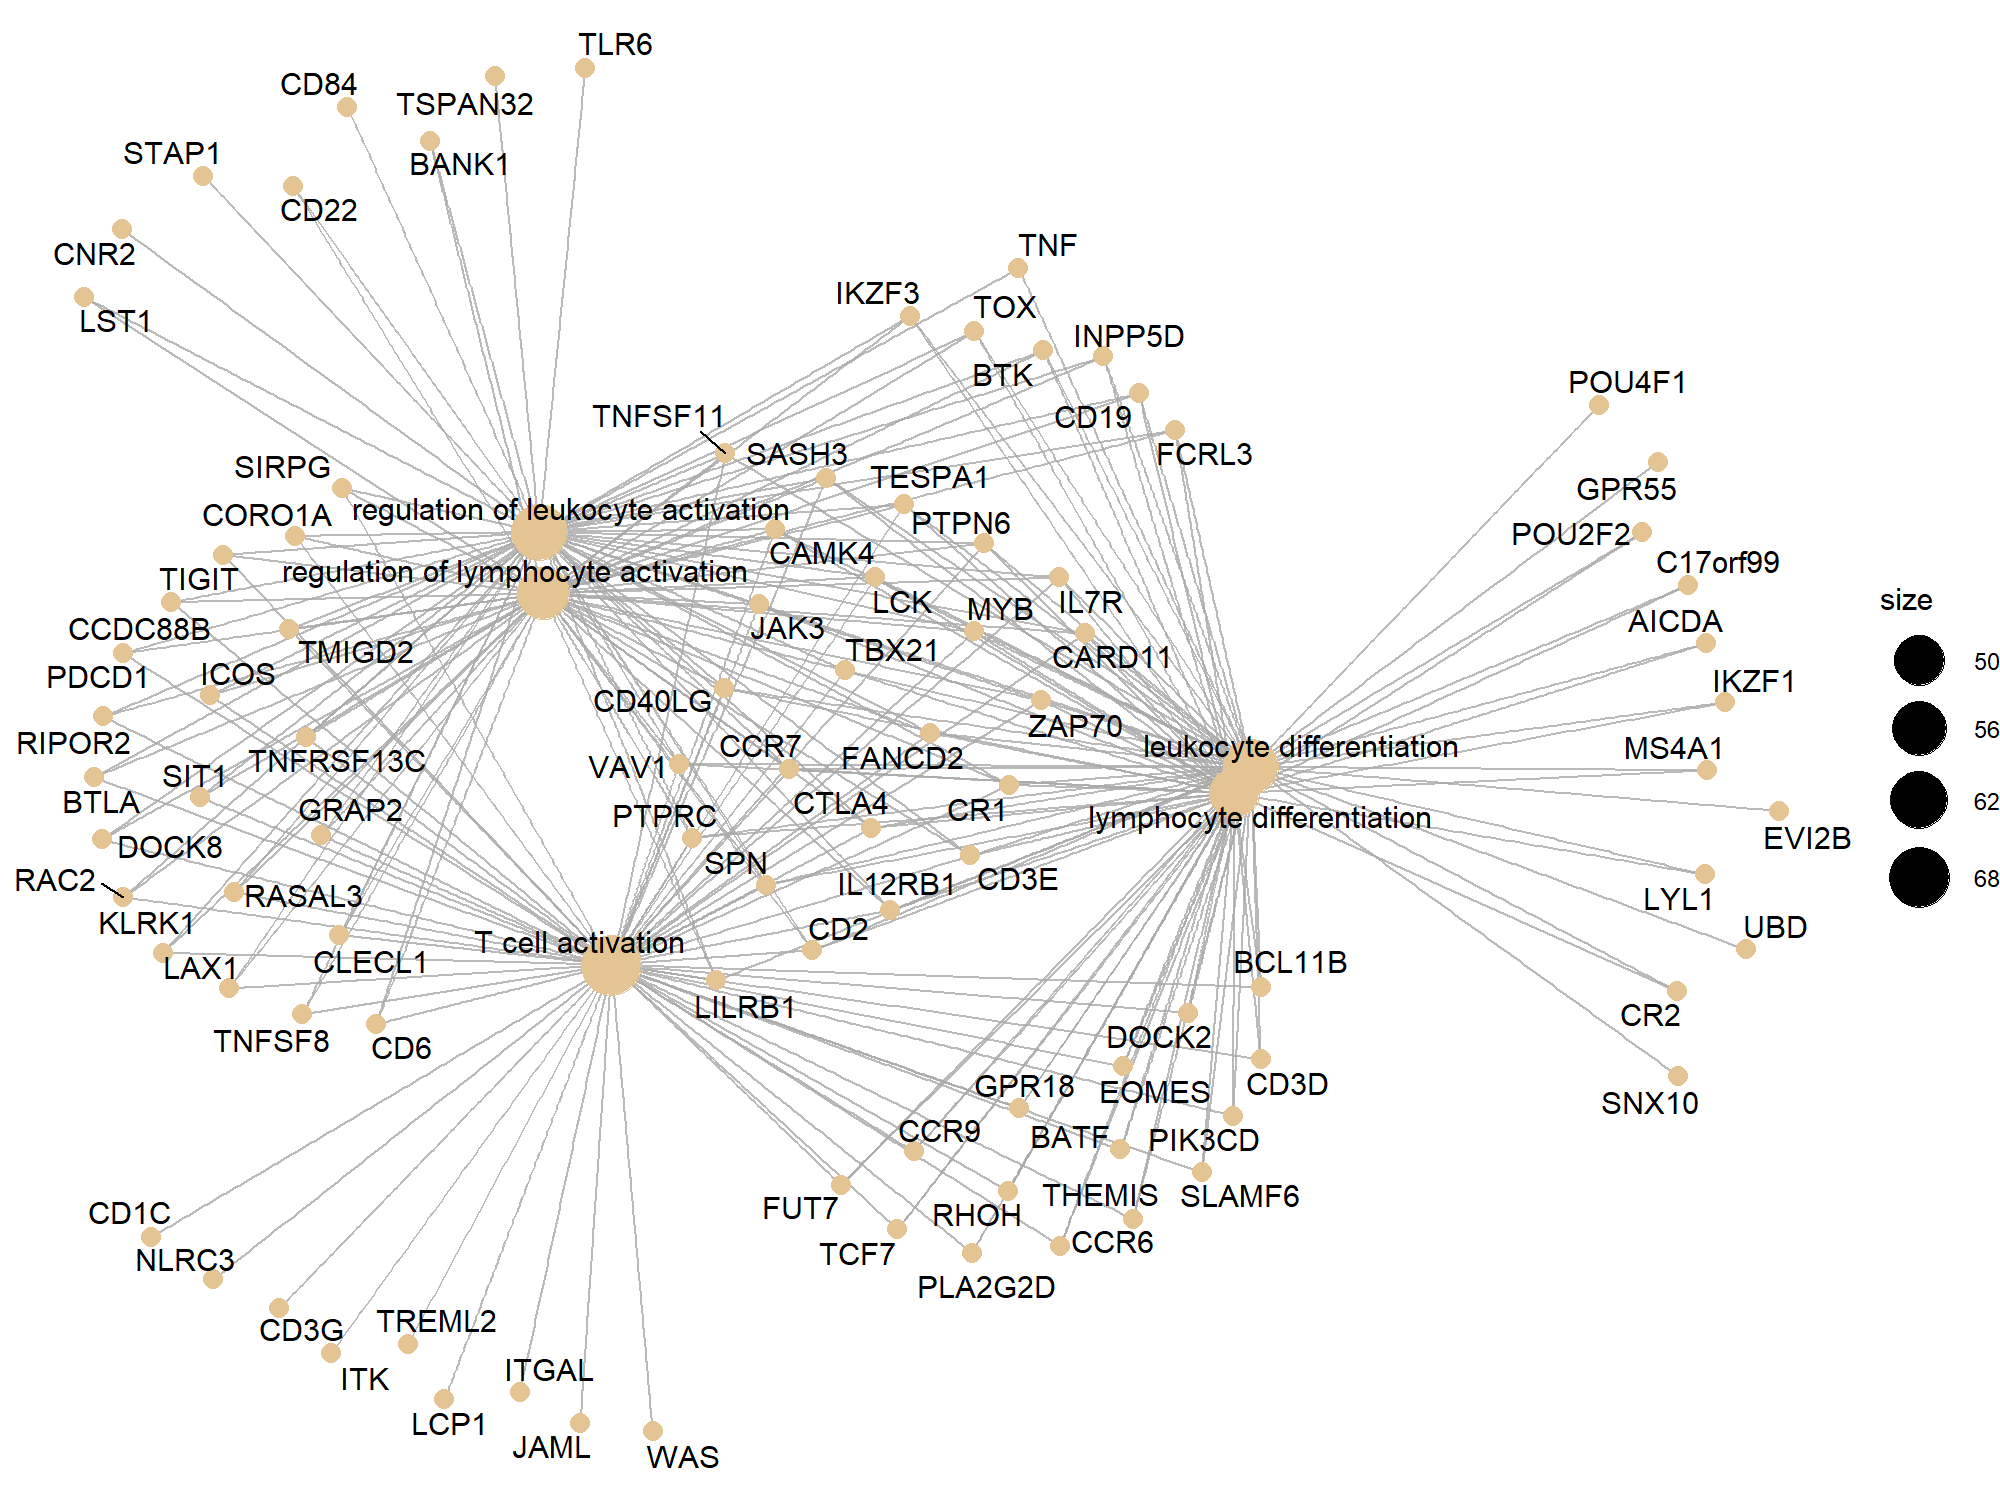 TLR6
CD84
TSPAN32
BANK1
STAP1
CD22
CNR2
LST1
TNF
IKZF3
TOX
INPP5D
BTK
CD19
FCRL3
POU4F1
GPR55
POU2F2
C17orf99
AICDA
IKZF1
MS4A1
EVI2B
LYL1
UBD
CR2
SNX10
TNFSF11
SASH3
TESPA1
PTPN6
SIRPG
CORO1A
regulation of leukocyte activation
regulation of lymphocyte activation
CAMK4
TIGIT
LCK
MYB
IL7R
JAK3
CCDC88B
TMIGD2
TBX21
CARD11
PDCD1
ICOS
CD40LG
ZAP70
RIPOR2
TNFRSF13C
CCR7
FANCD2
VAV1
leukocyte differentiation
SIT1
BTLA
GRAP2
PTPRC
CTLA4
CR1
lymphocyte differentiation
DOCK8
SPN
RAC2
KLRK1
RASAL3
IL12RB1
CD3E
CD2
T cell activation
LAX1
CLECL1
LILRB1
BCL11B
TNFSF8
CD6
DOCK2
GPR18
EOMES
CD3D
CCR9
BATF
PIK3CD
FUT7
RHOH
THEMIS
SLAMF6
TCF7
CCR6
PLA2G2D
CD1C
NLRC3
CD3G
TREML2
ITK
ITGAL
LCP1
JAML
WAS
size
50
56
62
68